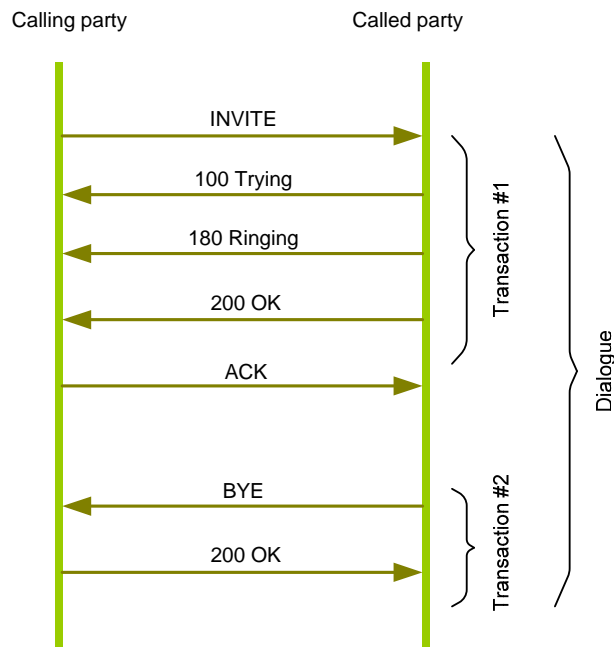 Calling party
Called party
INVITE
100 Trying
180 Ringing
200 OK
ACK
Transaction #1
Dialogue
BYE
200 OK
Transaction #2